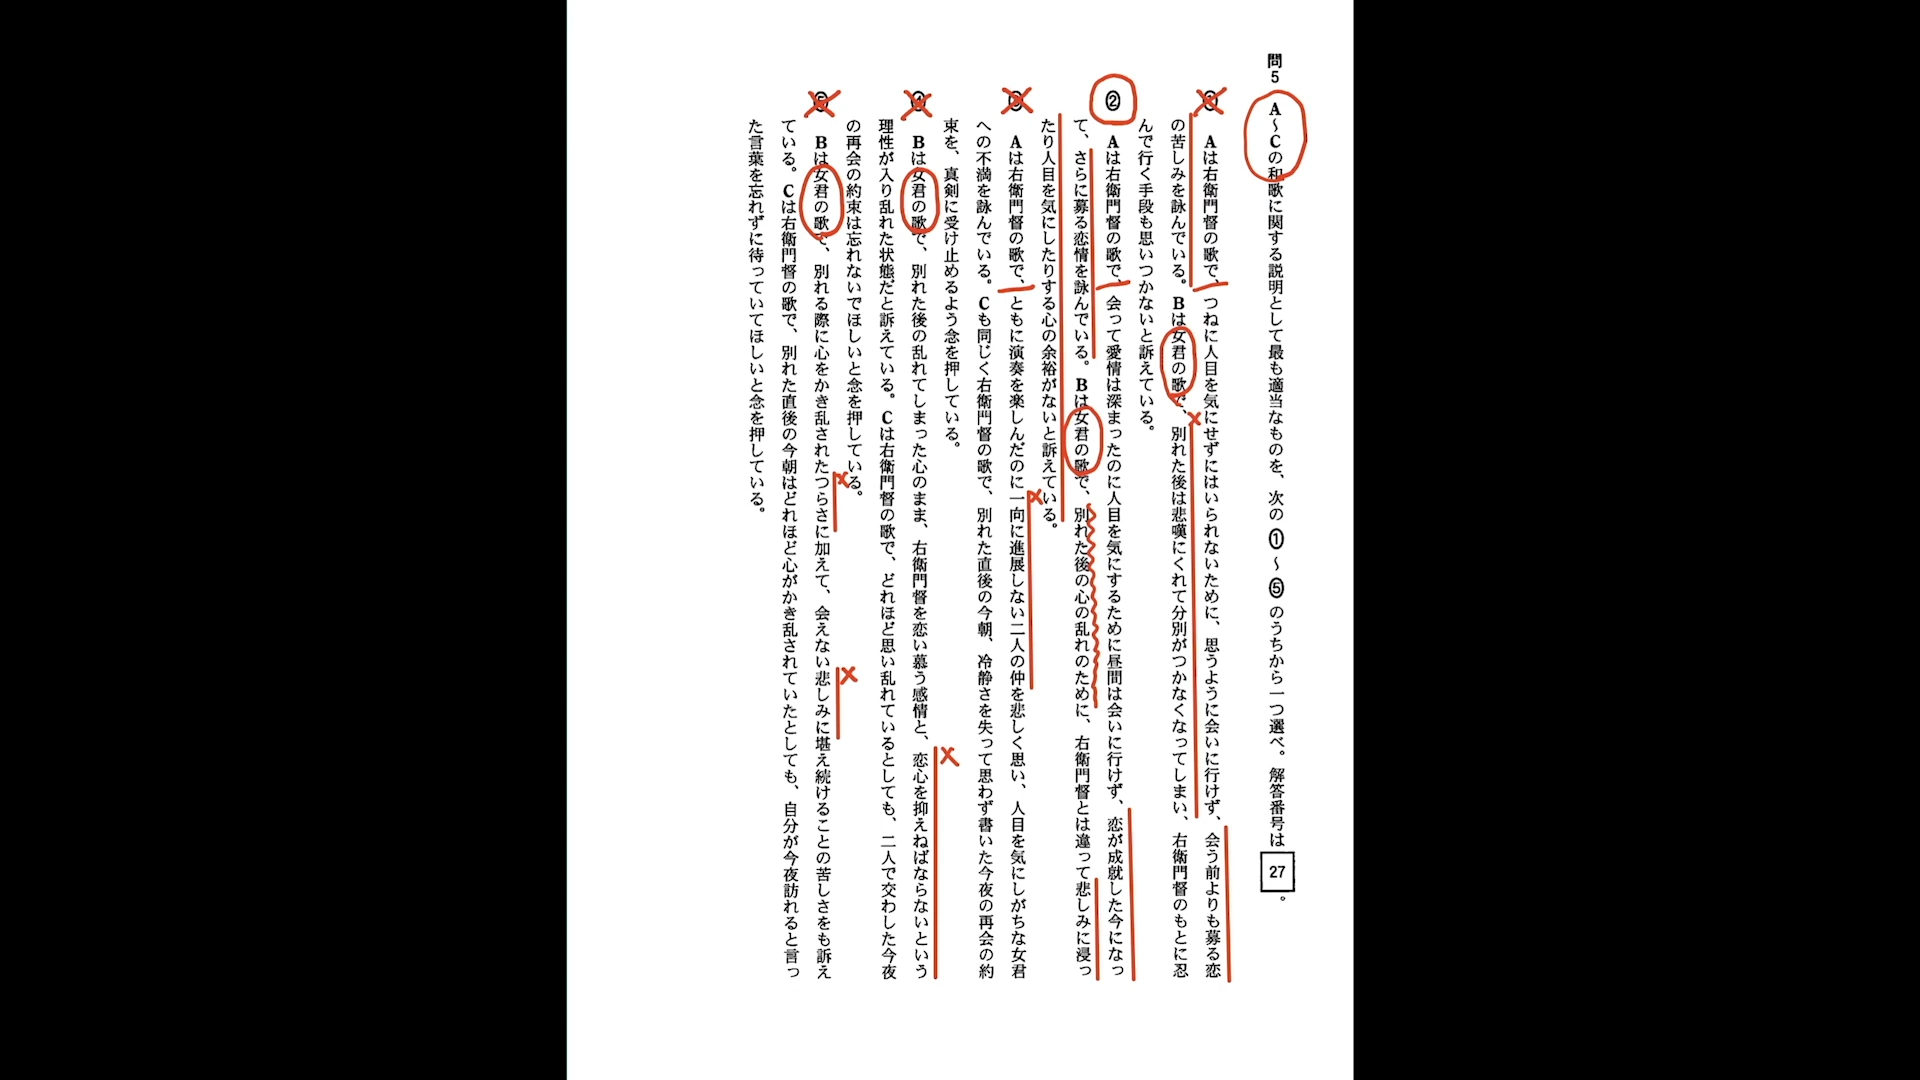 問5 A～Cの和歌に関する説明として最も適当なものを、次の①～⑤のうちから一つ選べ。解答番号は27。
① Aは右衛門督の歌で、つねに人目を気にせずにはいられないために、思うように会いに行けず、会う前よりも募る恋
の苦しみを詠んでいる。Bは女君の歌で、別れた後は悲嘆にくれて分別がつかなくなってしまい、右衛門督のもとに忍
んで行く手段も思いつかないと訴えている。
② Aは右衛門督の歌で、会って愛情は深まったのに人目を気にするために昼間は会いに行けず、恋が成就した今になっ
て、さらに募る恋情を詠んでいる。Bは女君の歌で、別れた後の心の乱れのために、右衛門督とは違って悲しみに浸っ
たり人目を気にしたりする心の余裕がないと訴えている。
③ Aは右衛門督の歌で、ともに演奏を楽しんだのに一向に進展しない二人の仲を悲しく思い、人目を気にしがちな女君
への不満を詠んでいる。Cも同じく右衛門督の歌で、別れた直後の今朝、冷静さを失って思わず書いた今夜の再会の約
束を、真剣に受け止めるよう念を押している。
④ Bは女君の歌で、別れた後の乱れてしまった心のまま、右衛門督を恋い慕う感情と、恋心を抑えねばならないという
理性が入り乱れた状態だと訴えている。Cは右衛門督の歌で、どれほど思い乱れているとしても、二人で交わした今夜
の再会の約束は忘れないでほしいと念を押している。
⑤ Bは女君の歌で、別れる際に心をかき乱されたつらさに加えて、会えない悲しみに堪え続けることの苦しさをも訴え
ている。Cは右衛門督の歌で、別れた直後の今朝はどれほど心がかき乱されていたとしても、自分が今夜訪れると言っ
た言葉を忘れずに待っていてほしいと念を押している。